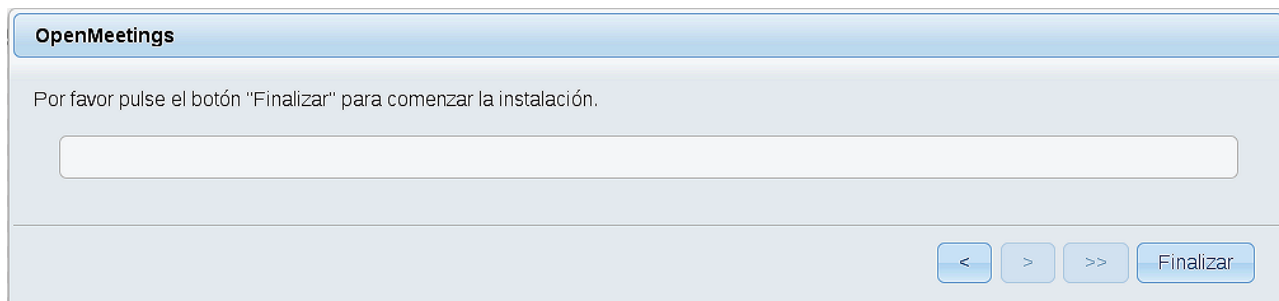 OpenMeetings
Por favor pulse el botón "Finalizar" para comenzar la instalación.
< > >> Finalizar